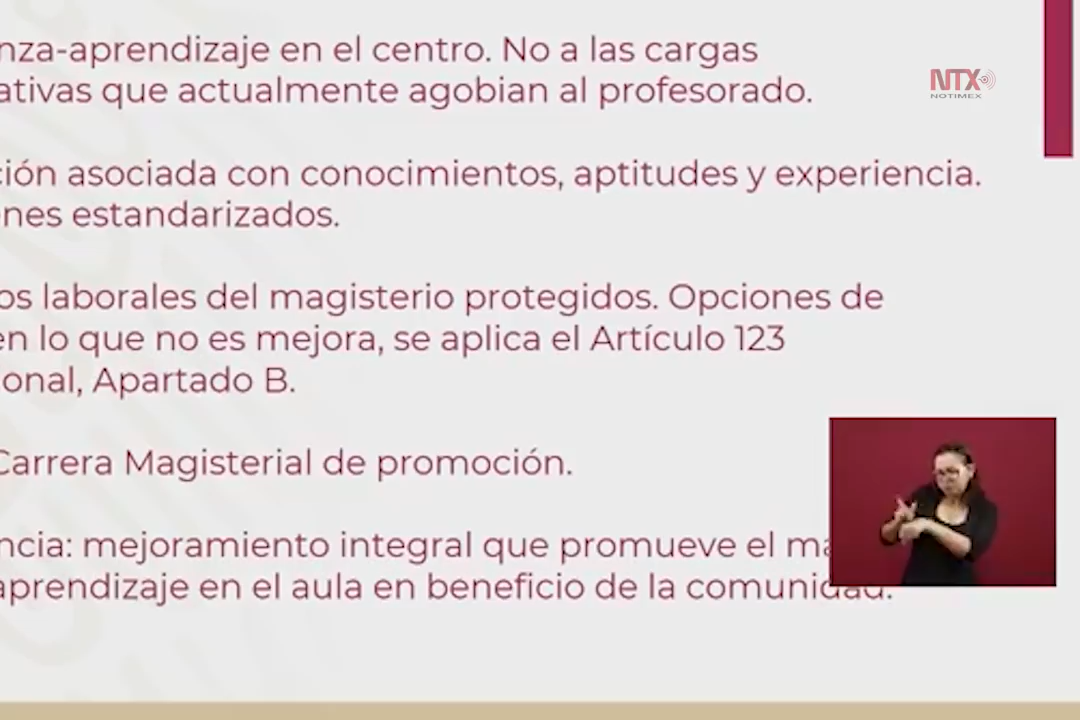 nza-aprendizaje en el centro. No a las cargas
ativas que actualmente agobian al profesorado.
NTX
NOTIMEX
ción asociada con conocimientos, aptitudes y experiencia.
nes estandarizados.
os laborales del magisterio protegidos. Opciones de
en lo que no es mejora, se aplica el Artículo 123
onal, Apartado B.
Carrera Magisterial de promoción.
ncia: mejoramiento integral que promueve el
aprendizaje en el aula en beneficio de la comunidad.